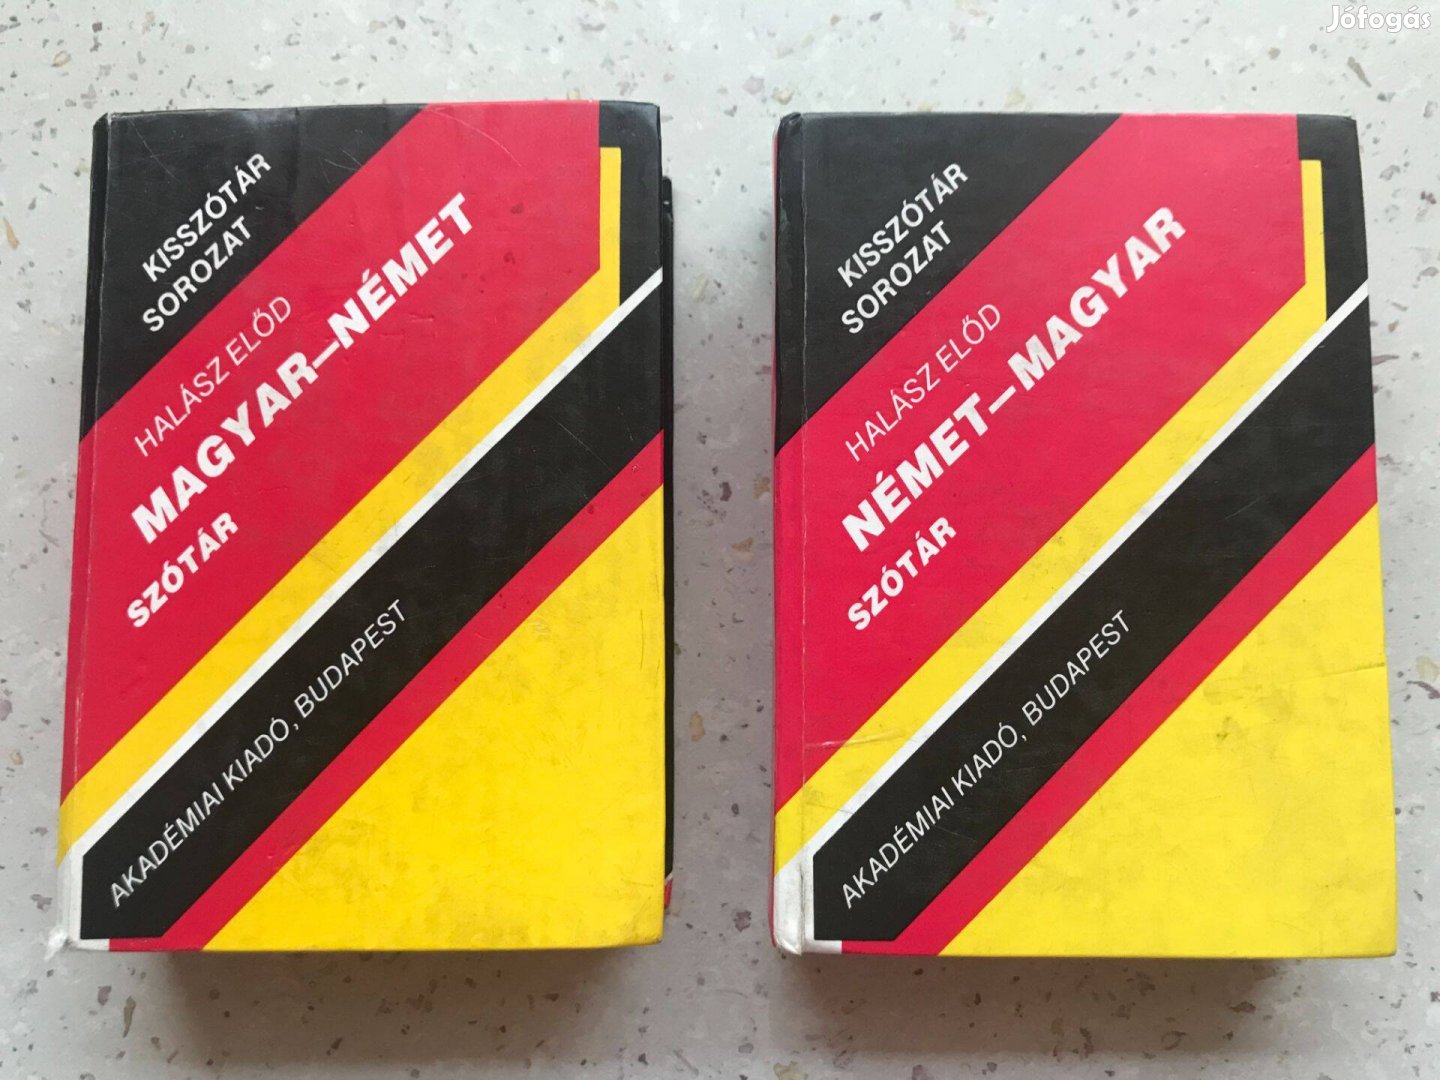 Jófogás
KISSZÓTÁR
SOROZAT
HALÁSZ ELŐD
MAGYAR–NÉMET
SZÓTÁR
AKADÉMIAI KIADÓ, BUDAPEST
KISSZÓTÁR
SOROZAT
HALÁSZ ELŐD
NÉMET–MAGYAR
SZÓTÁR
AKADÉMIAI KIADÓ, BUDAPEST